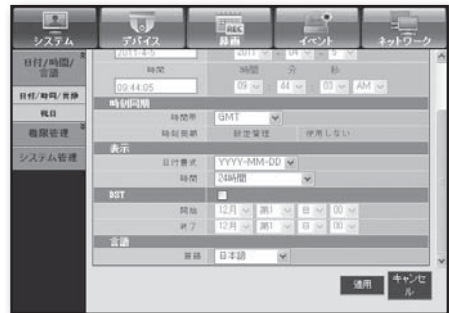 システム デバイス 録画 イベント ネットワーク
REC
日付/時間/言語
日付/時間/言語
祝日
権限管理
システム管理
2011-4-5 2011 04 5
時間 時間 分 秒
09:44:05 09 : 44 : 03 AM
時刻同期
時間帯 GMT
時刻同期 設定管理 使用しない
表示
日付書式 YYYY-MM-DD
時間 24時間
DST
開始 12月 第1 日 00
終了 12月 第1 日 00
言語
言語 日本語
適用 キャンセル